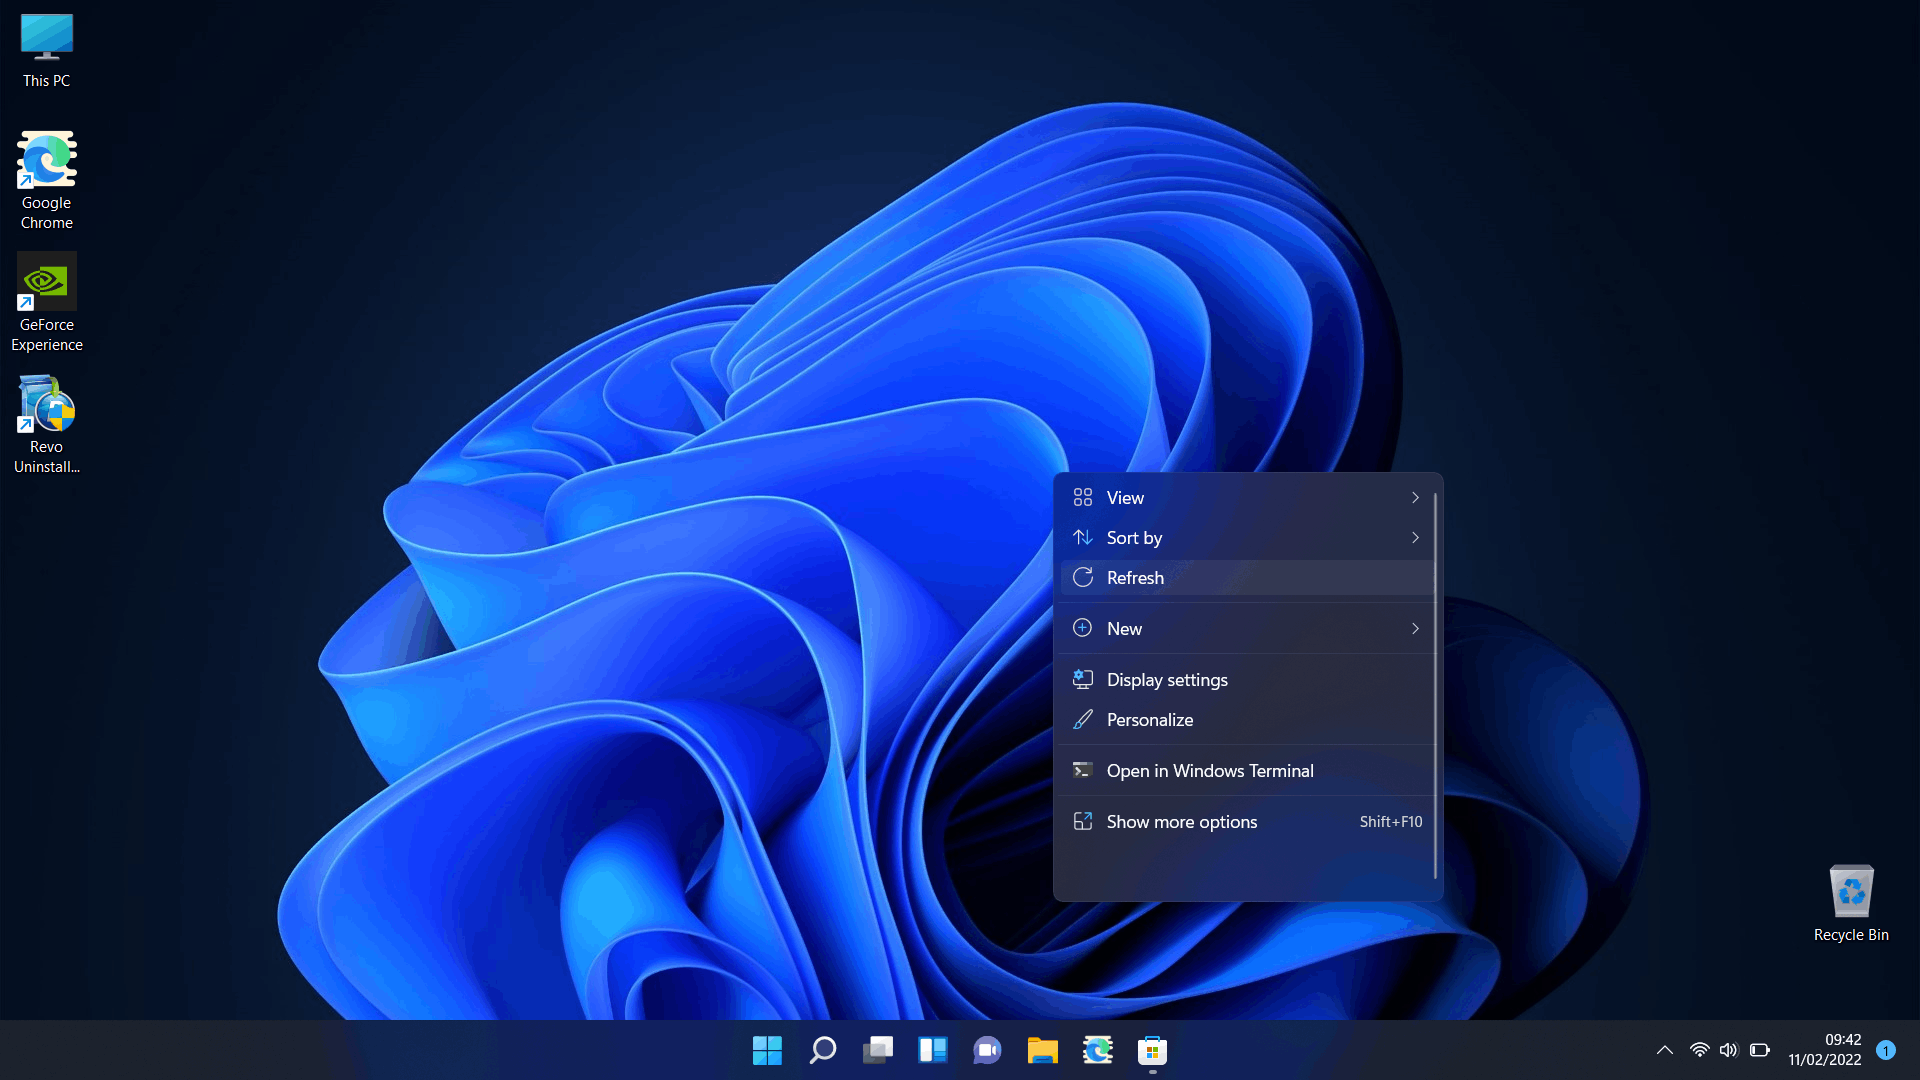 This PC
Google
Chrome
GeForce
Experience
Revo
Uninstall...
View
Sort by
Refresh
New
Display settings
Personalize
Open in Windows Terminal
Show more options Shift+F10
Recycle Bin
09:42
11/02/2022
1